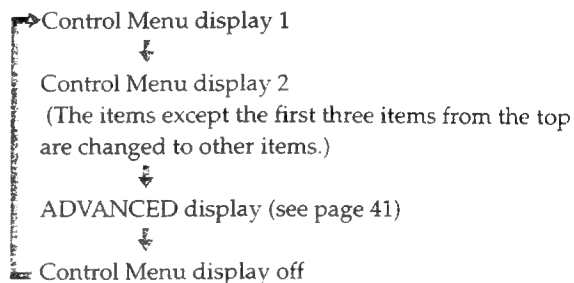 Control Menu display 1
Control Menu display 2
(The items except the first three items from the top
are changed to other items.)
ADVANCED display (see page 41)
Control Menu display off